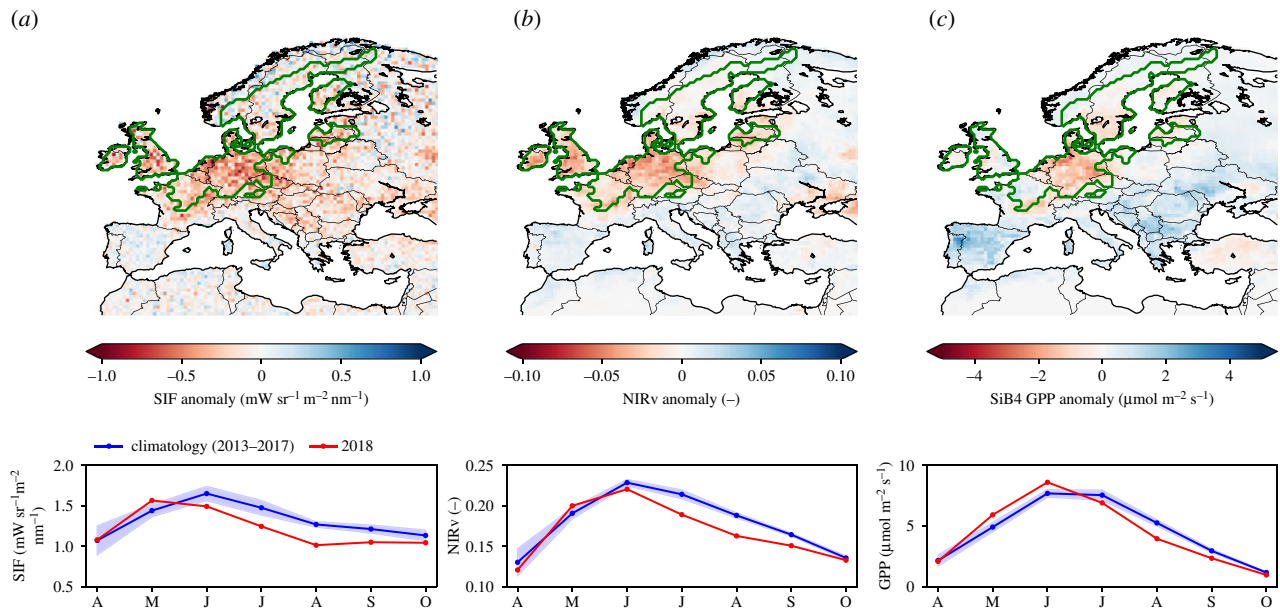 (a) (b) (c)
–1.0 –0.5 0 0.5 1.0
SIF anomaly (mW sr⁻¹ m⁻² nm⁻¹)
–0.10 –0.05 0 0.05 0.10
NIRv anomaly (–)
–4 –2 0 2 4
SiB4 GPP anomaly (µmol m⁻² s⁻¹)
climatology (2013–2017) 2018
SIF (mW sr⁻¹m⁻²
nm⁻¹)
2.0
1.5
1.0
0.5
A M J J A S O
NIRv (–)
0.25
0.20
0.15
0.10
A M J J A S O
GPP (µmol m⁻² s⁻¹)
10
5
0
A M J J A S O